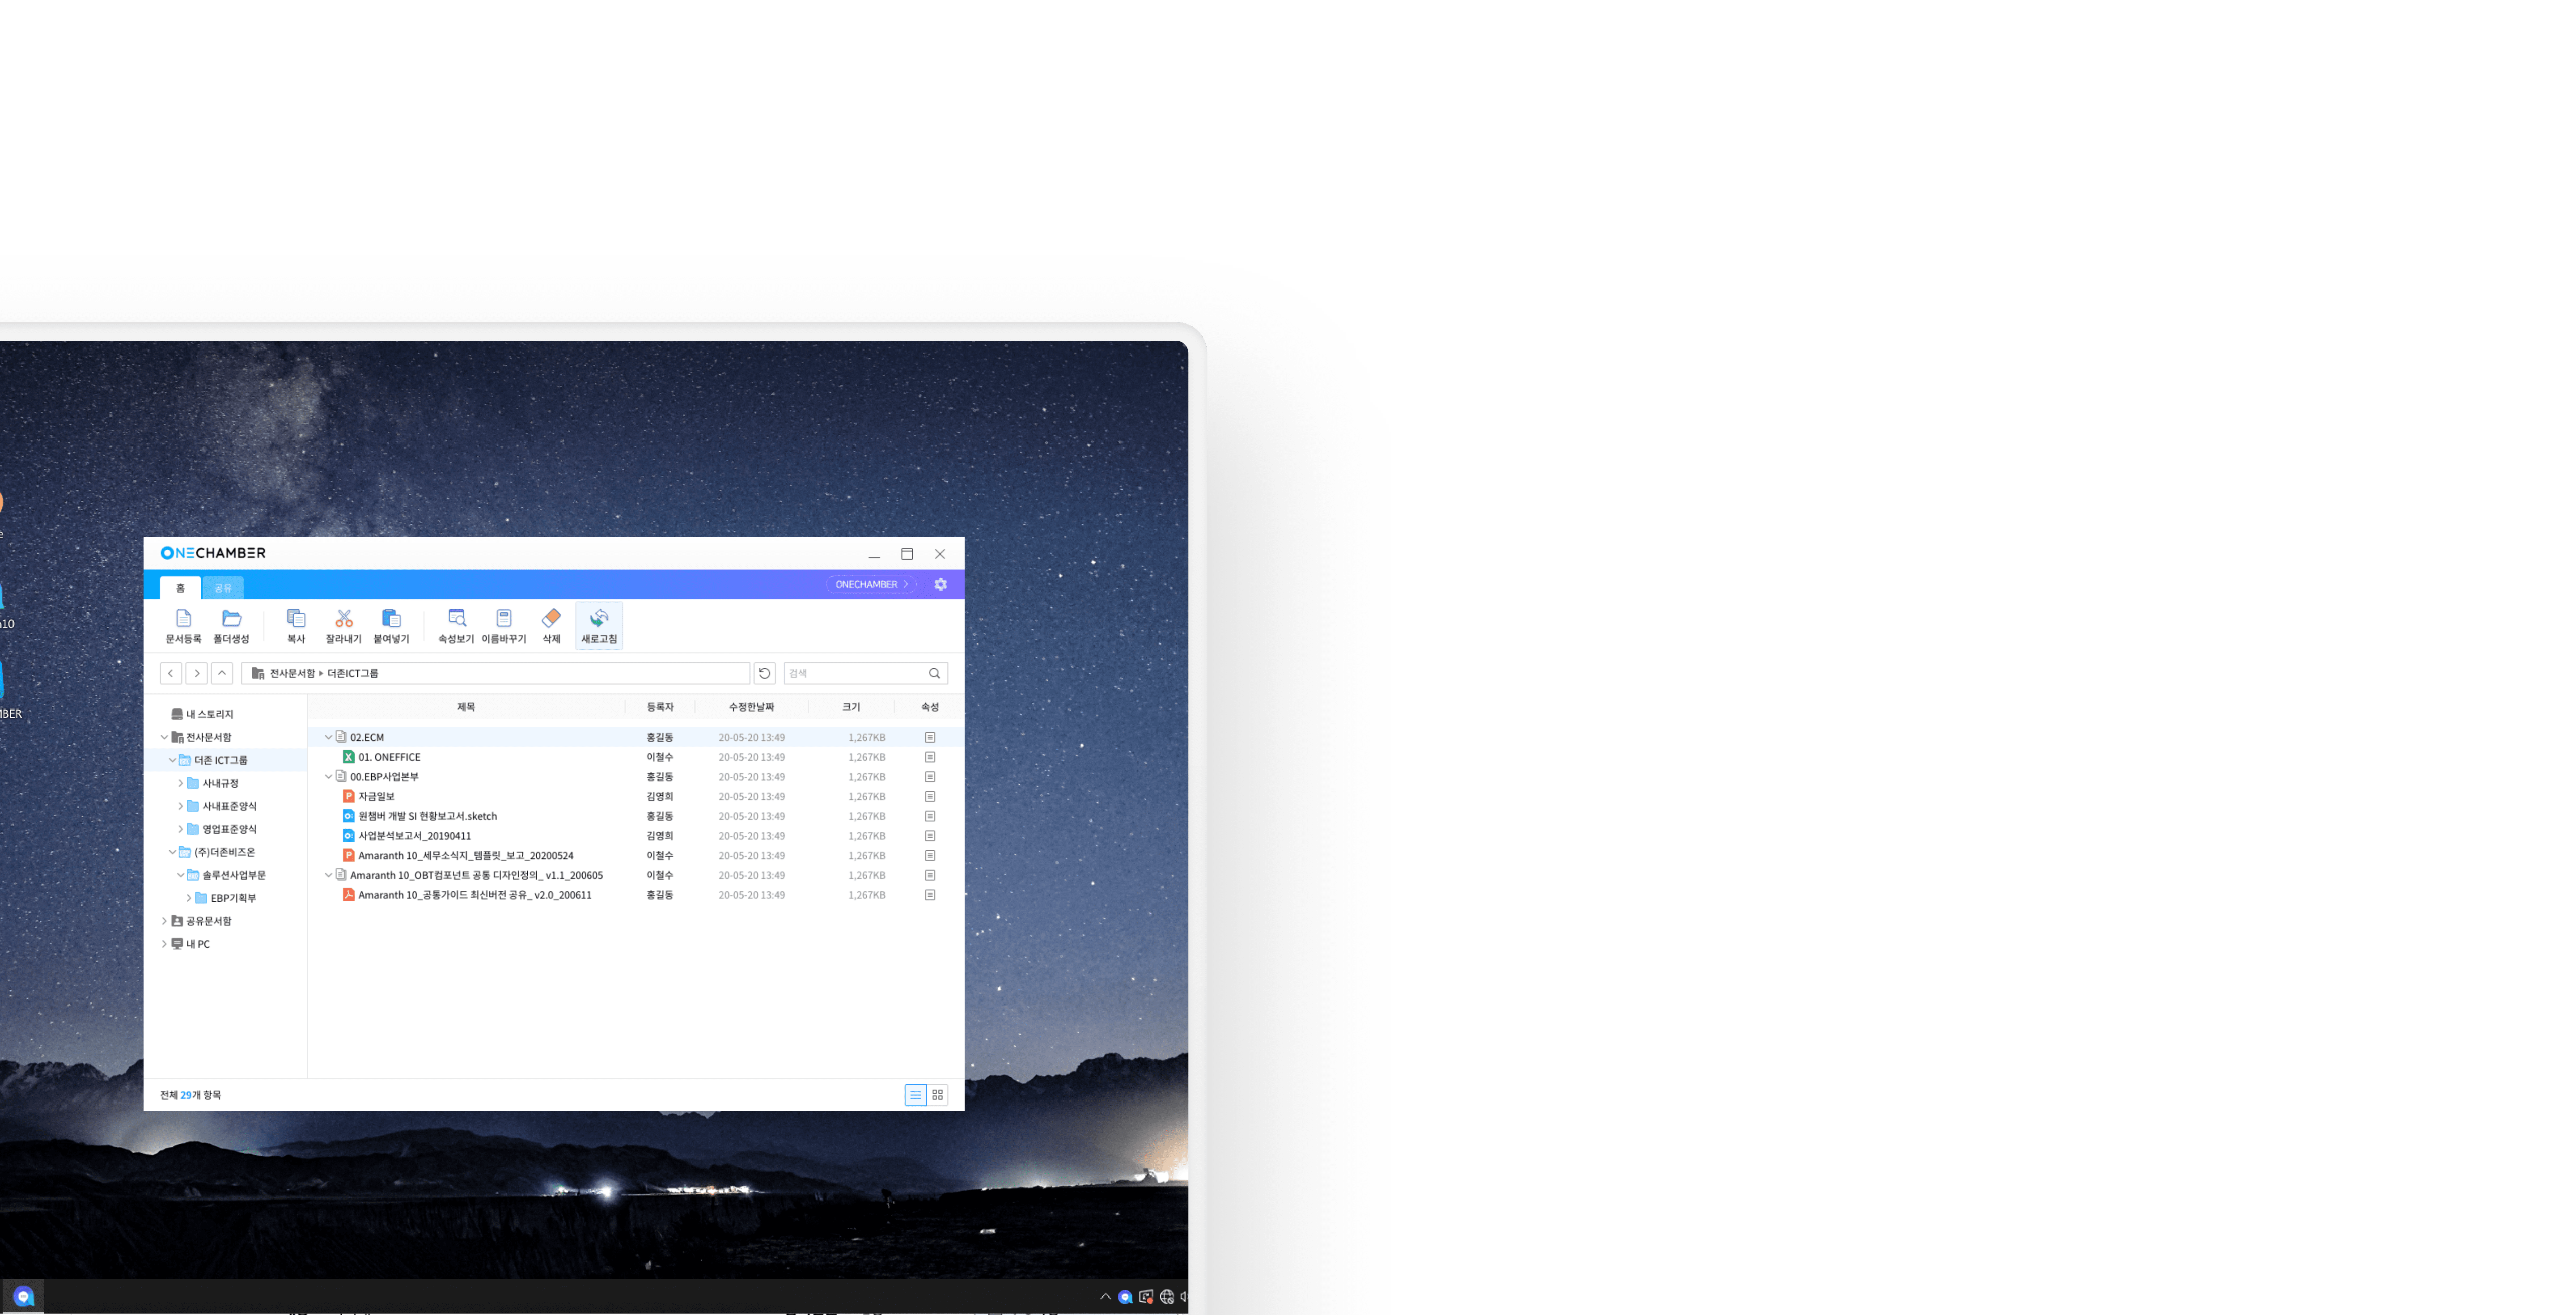 ONECHAMBER
홈 공유 ONECHAMBER
문서등록 폴더생성 복사 잘라내기 붙여넣기 속성보기 이름바꾸기 삭제 새로고침
전사문서함 더존ICT그룹 검색
제목 등록자 수정한날짜 크기 속성
내 스토리지
전사문서함
더존 ICT그룹
사내규정
사내표준양식
영업표준양식
(주)더존비즈온
솔루션사업부문
EBP기획부
공유문서함
내 PC
02.ECM 홍길동 20-05-20 13:49 1,267KB
01. ONEFFICE 이철수 20-05-20 13:49 1,267KB
00.EBP사업본부 홍길동 20-05-20 13:49 1,267KB
자금일보 김영희 20-05-20 13:49 1,267KB
원챔버 개발 SI 현황보고서.sketch 홍길동 20-05-20 13:49 1,267KB
사업분석보고서_20190411 김영희 20-05-20 13:49 1,267KB
Amaranth 10_세무소식지_템플릿_보고_20200524 이철수 20-05-20 13:49 1,267KB
Amaranth 10_OBT컴포넌트 공통 디자인정의_ v1.1_200605 이철수 20-05-20 13:49 1,267KB
Amaranth 10_공통가이드 최신버전 공유_ v2.0_200611 홍길동 20-05-20 13:49 1,267KB
전체 29개 항목